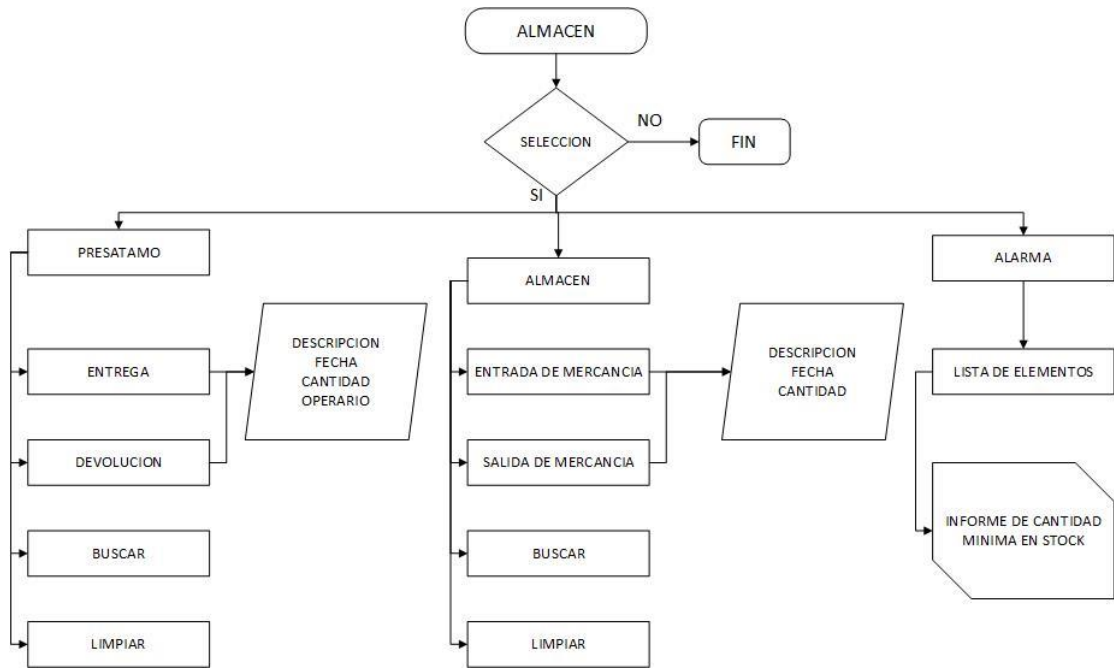 ALMACEN
SELECCION
NO
FIN
SI
PRESATAMO
ALMACEN
ALARMA
DESCRIPCION
FECHA
CANTIDAD
OPERARIO
ENTREGA
DEVOLUCION
BUSCAR
LIMPIAR
ENTRADA DE MERCANCIA
SALIDA DE MERCANCIA
BUSCAR
LIMPIAR
DESCRIPCION
FECHA
CANTIDAD
LISTA DE ELEMENTOS
INFORME DE CANTIDAD
MINIMA EN STOCK